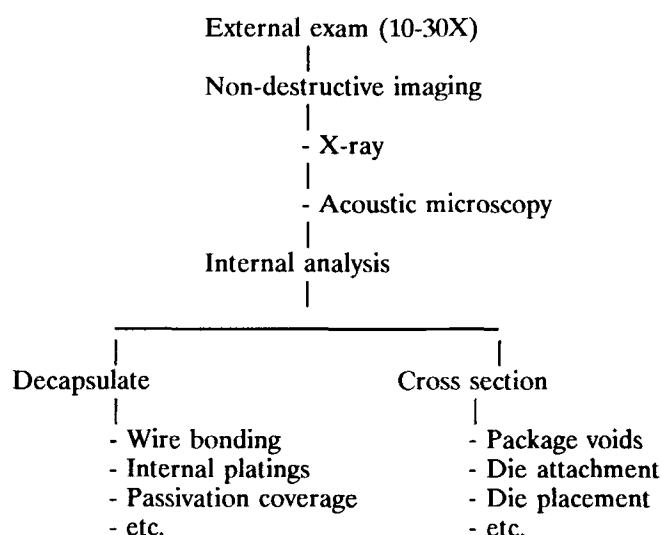 External exam (10-30X)
Non-destructive imaging
- X-ray
- Acoustic microscopy
Internal analysis
Decapsulate
- Wire bonding
- Internal platings
- Passivation coverage
- etc.
Cross section
- Package voids
- Die attachment
- Die placement
- etc.